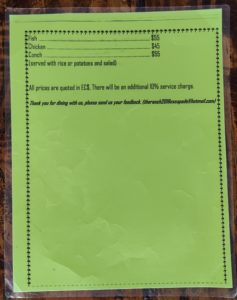 Fish ........ $55
Chicken ........ $45
Conch ........ $65
(served with rice or potatoes and salad)
All prices are quoted in EC$. There will be an additional 10% service charge.
Thank you for dining with us, please send us your feedback.